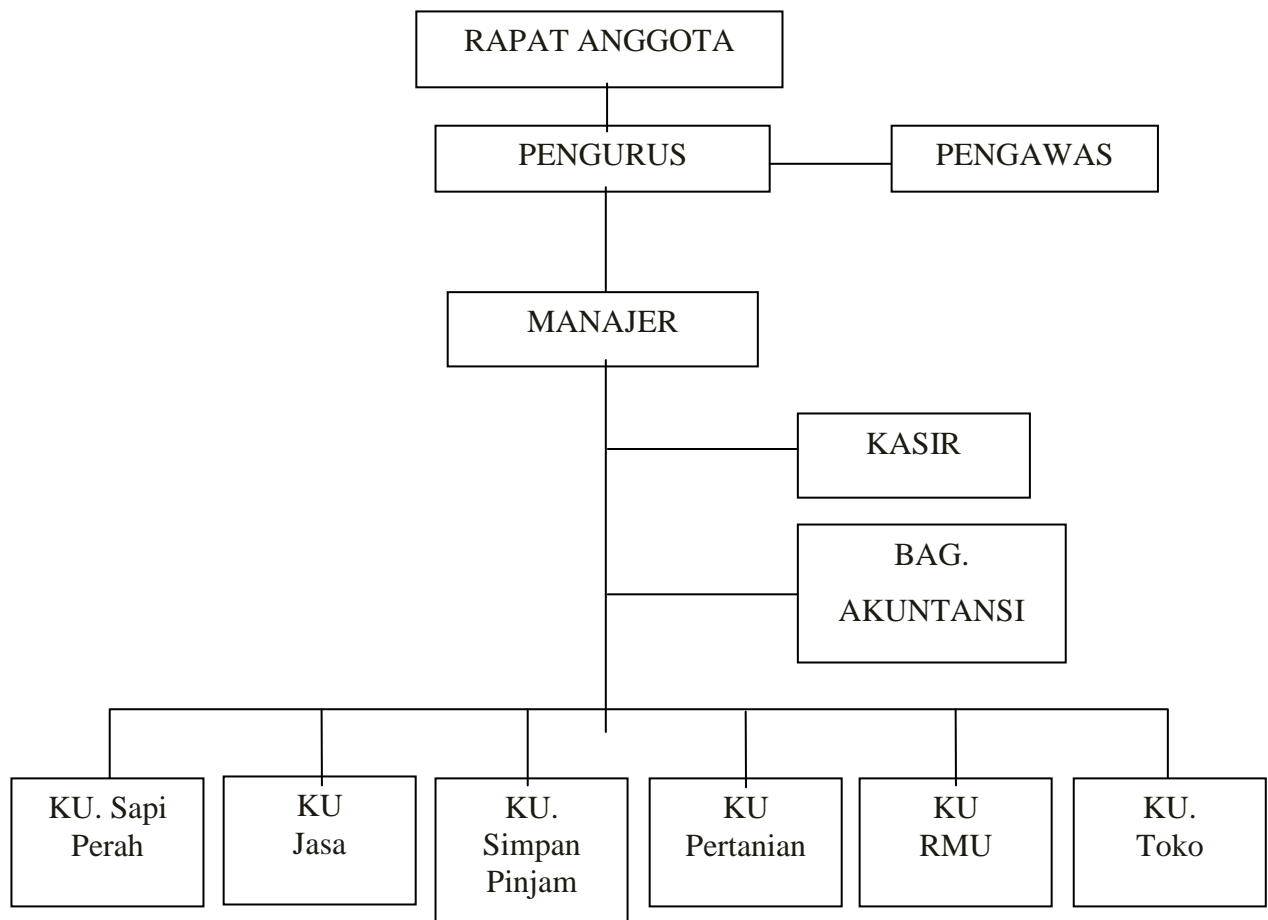 RAPAT ANGGOTA
PENGURUS
PENGAWAS
MANAJER
KASIR
BAG.
AKUNTANSI
KU. Sapi
Perah
KU
Jasa
KU.
Simpan
Pinjam
KU
Pertanian
KU
RMU
KU.
Toko